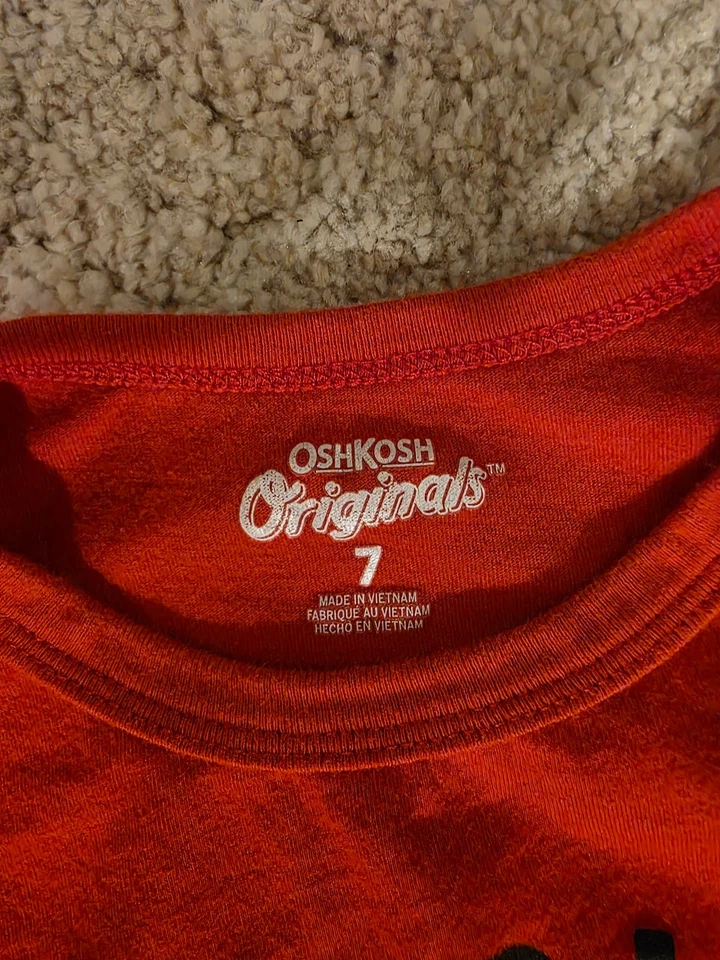 OSHKOSH
Originals™
7
MADE IN VIETNAM
FABRIQUÉ AU VIETNAM
HECHO EN VIETNAM